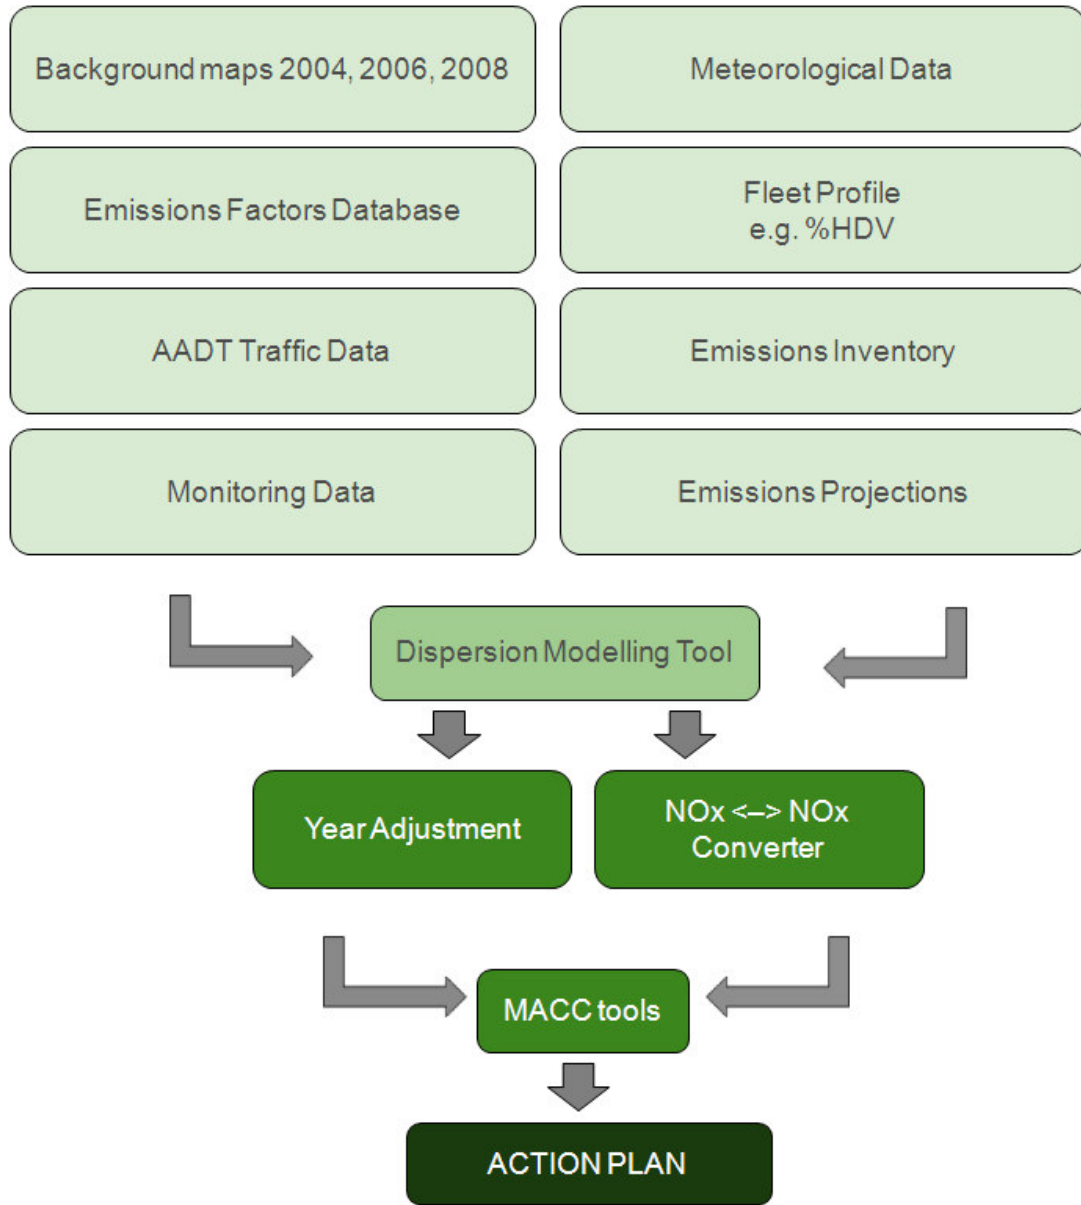 Background maps 2004, 2006, 2008
Meteorological Data
Emissions Factors Database
Fleet Profile
e.g. %HDV
AADT Traffic Data
Emissions Inventory
Monitoring Data
Emissions Projections
Dispersion Modelling Tool
Year Adjustment
NOx <–> NOx
Converter
MACC tools
ACTION PLAN